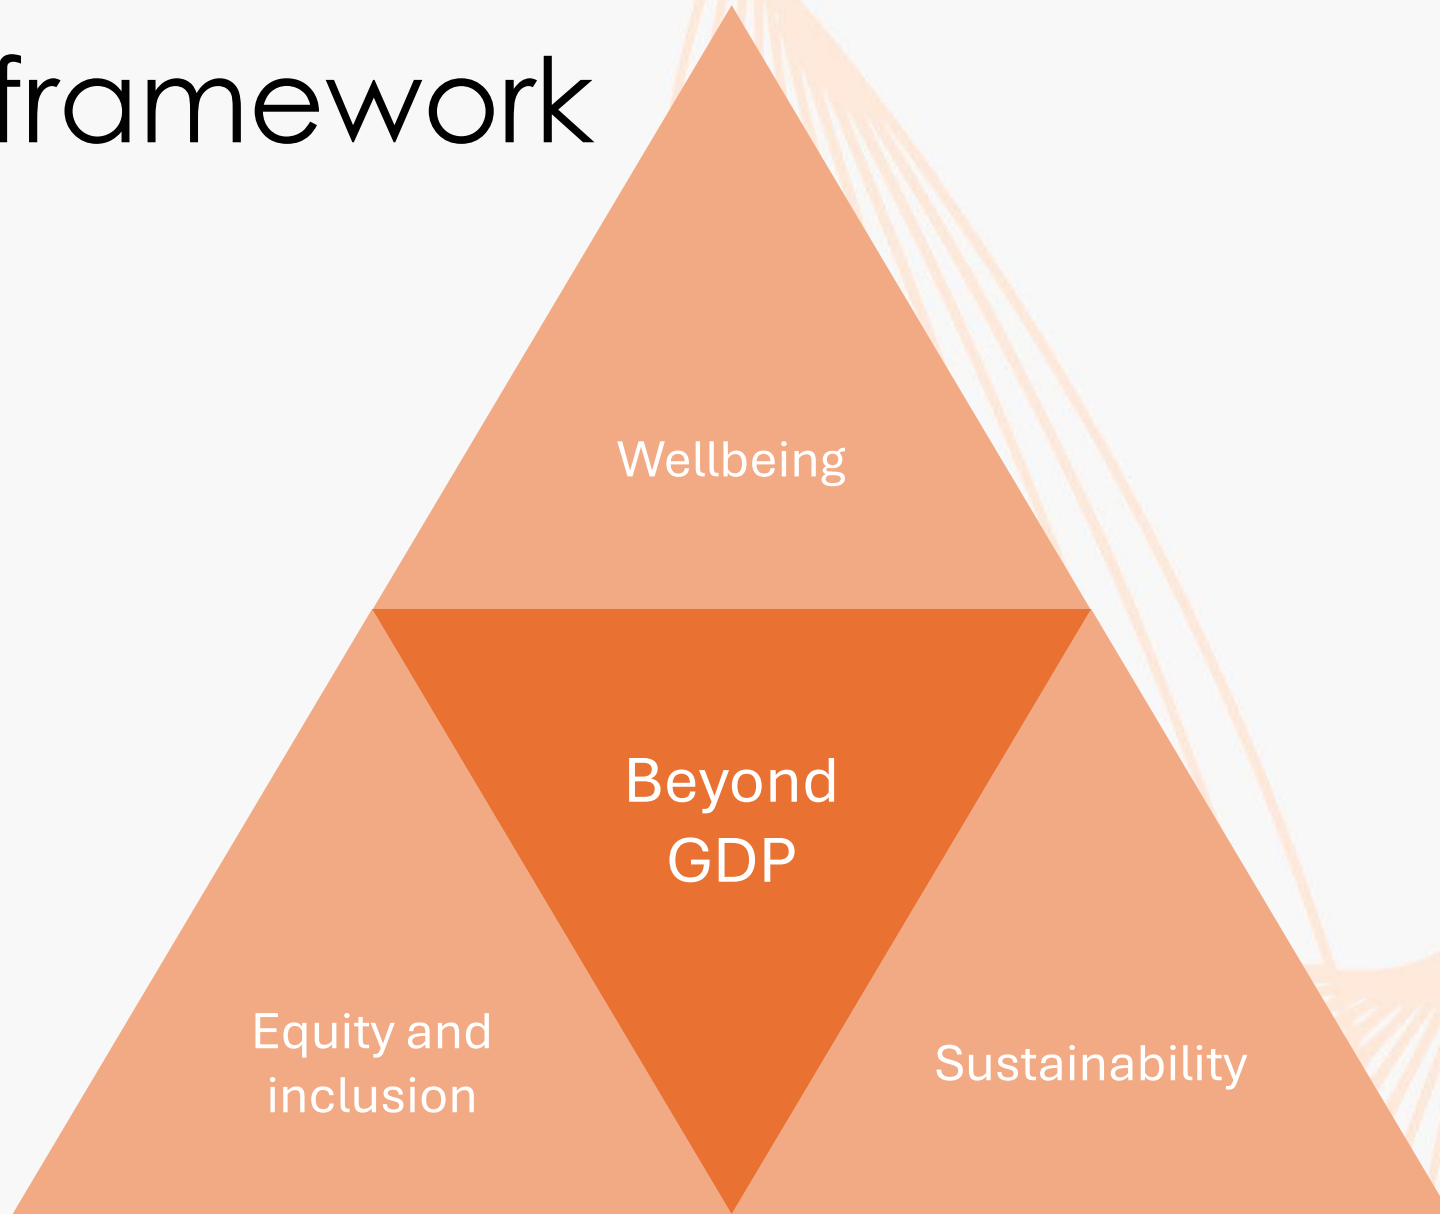 framework
Wellbeing
Beyond
GDP
Equity and
inclusion
Sustainability